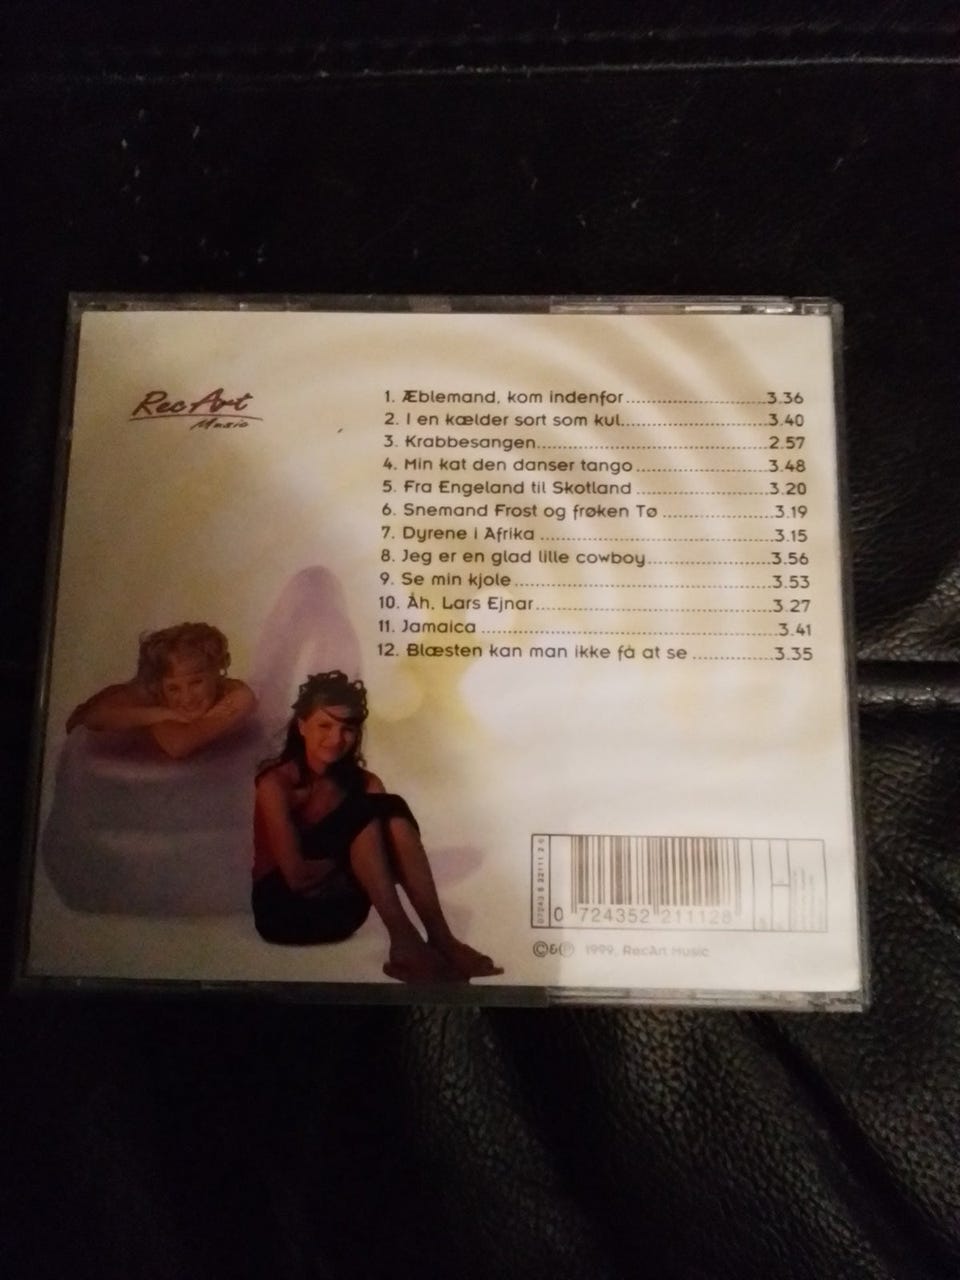 RecArt
Music
1. Æblemand, kom indenfor..........................3.36
2. I en kælder sort som kul...........................3.40
3. Krabbesangen...........................................2.57
4. Min kat den danser tango........................3.48
5. Fra Engeland til Skotland........................3.20
6. Snemand Frost og frøken Tø....................3.19
7. Dyrene i Afrika...........................................3.15
8. Jeg er en glad lille cowboy......................3.56
9. Se min kjole...............................................3.53
10. Åh, Lars Ejnar...........................................3.27
11. Jamaica.....................................................3.41
12. Blæsten kan man ikke få at se...............3.35
0 724352 211128
©&℗ 1999, RecArt Music